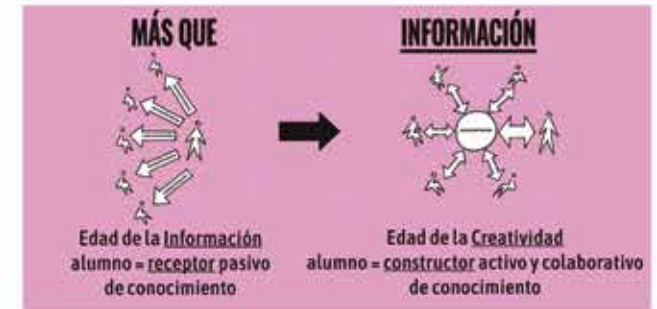 MÁS QUE
INFORMACIÓN
Edad de la Información
alumno = receptor pasivo
de conocimiento
Edad de la Creatividad
alumno = constructor activo y colaborativo
de conocimiento